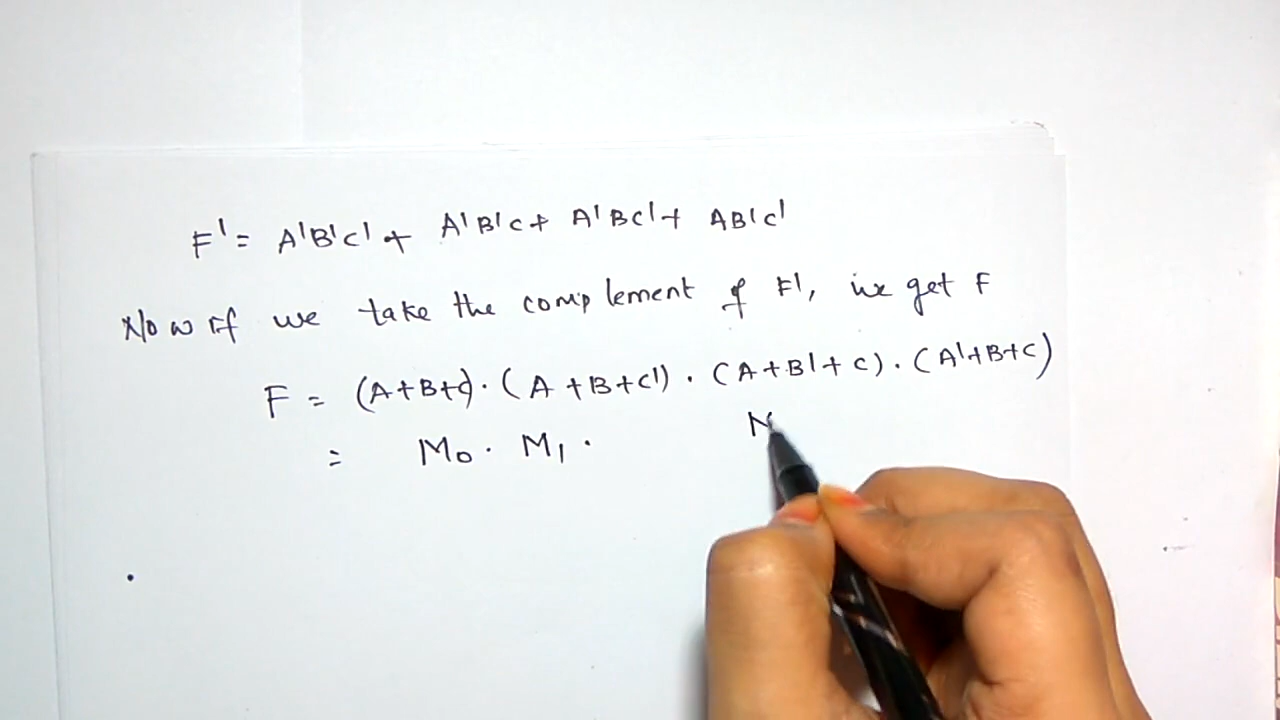 F' = A'B'C' + A'B'C + A'BC' + AB'C'
Now if we take the complement of F', we get F
F = (A+B+C) · (A+B+C') · (A+B'+C) · (A'+B+C)
= M₀ · M₁ ·